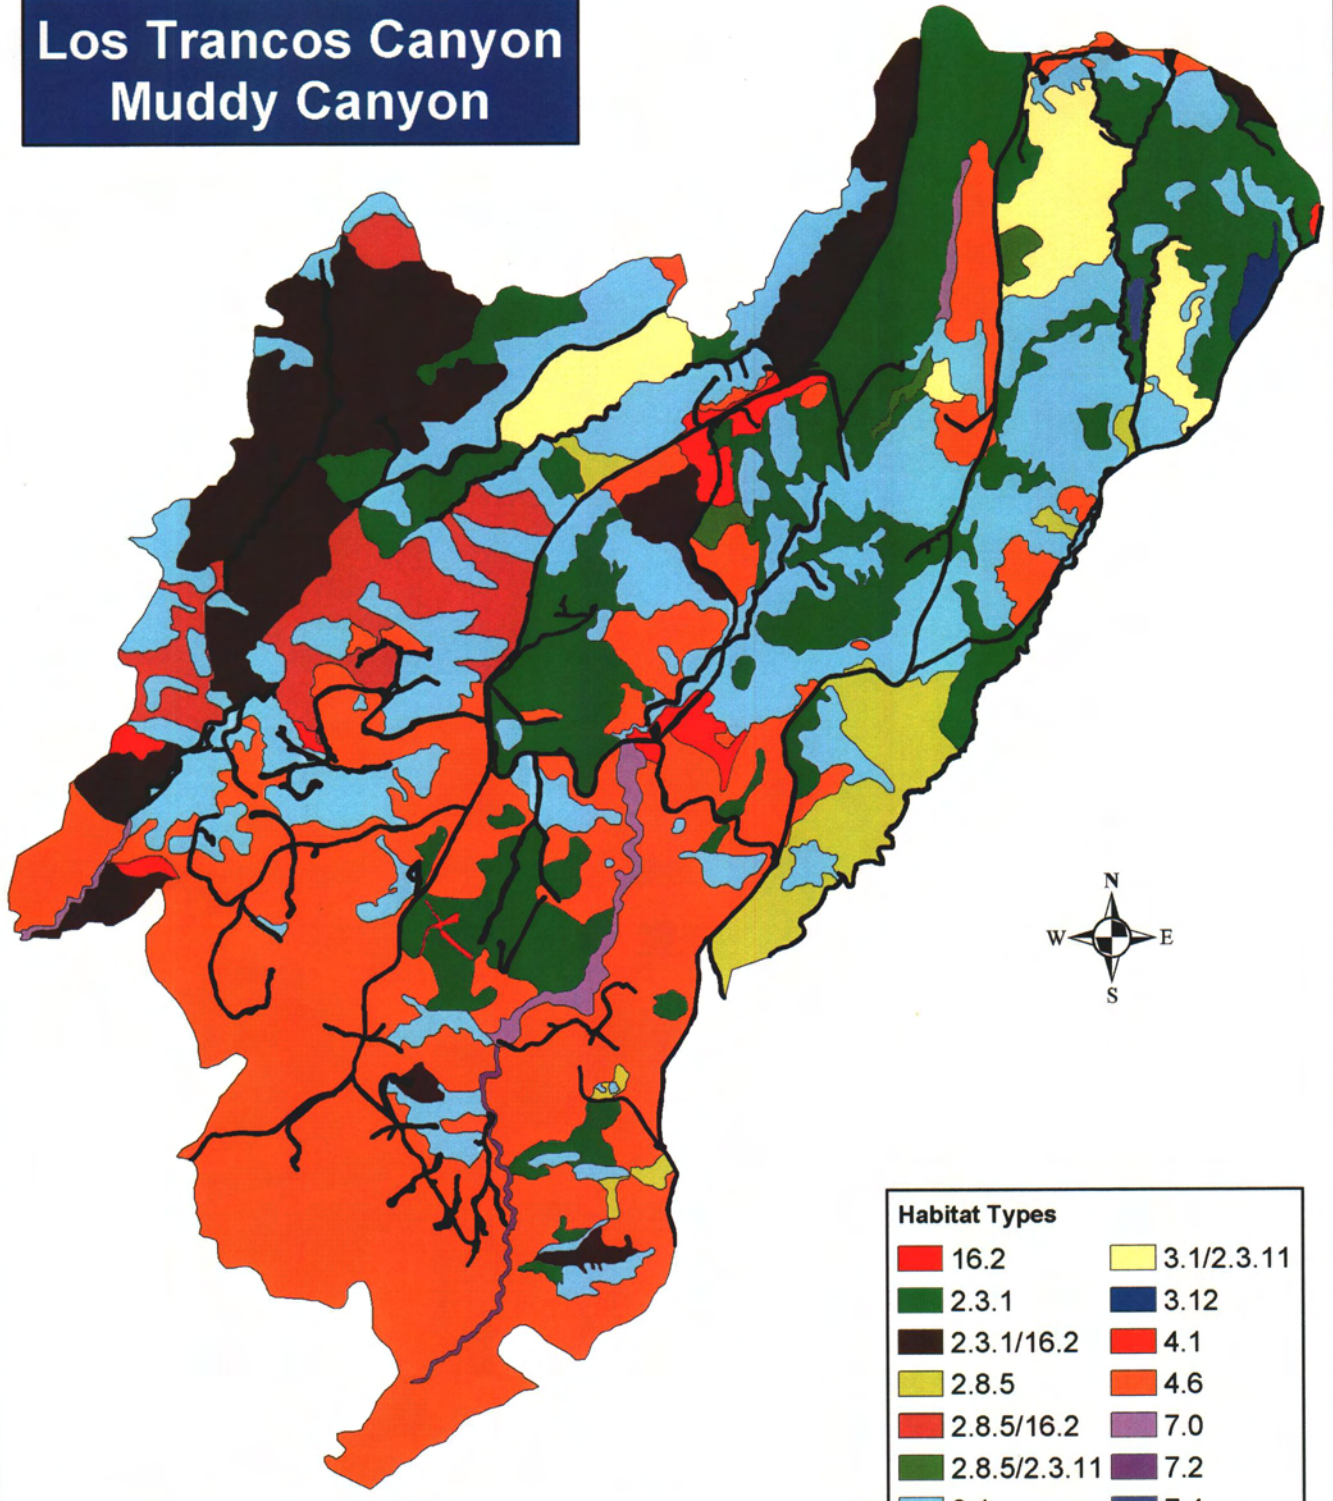 Los Trancos Canyon
Muddy Canyon
N
W E
S
Habitat Types
16.2 3.1/2.3.11
2.3.1 3.12
2.3.1/16.2 4.1
2.8.5 4.6
2.8.5/16.2 7.0
2.8.5/2.3.11 7.2